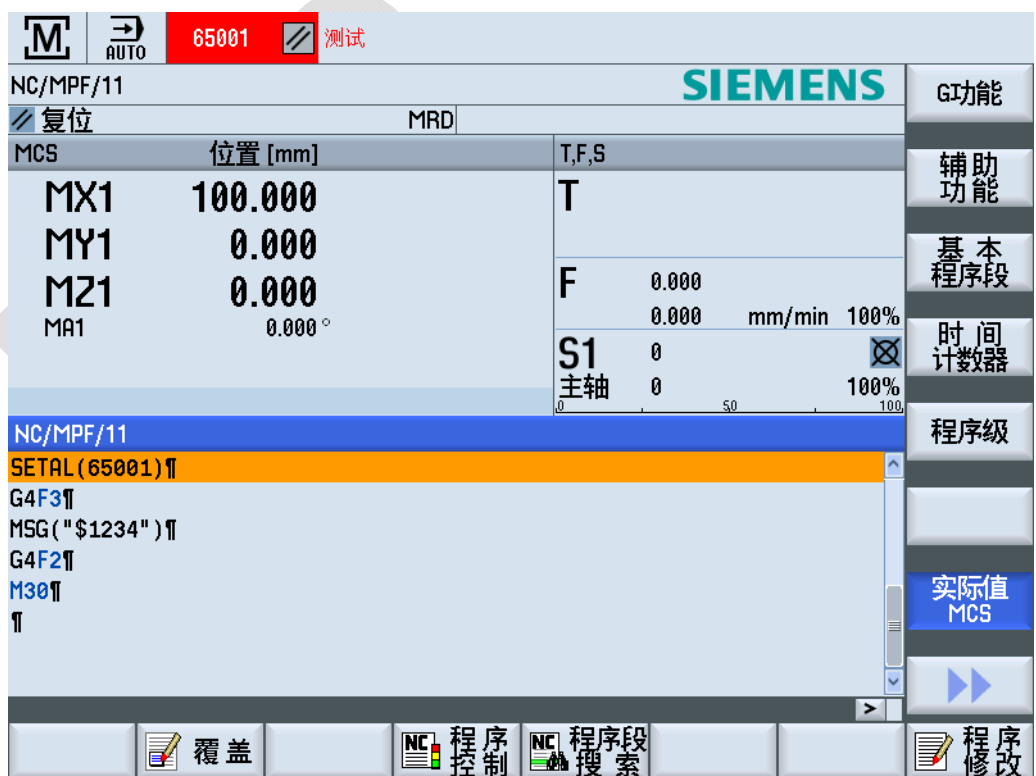 M AUTO 65001 测试
NC/MPF/11 SIEMENS
复位 MRD
MCS 位置 [mm] T,F,S
MX1 100.000 T
MY1 0.000
MZ1 0.000 F 0.000
MA1 0.000 ° 0.000 mm/min 100%
S1 0
主轴 0 100%
0 50 100
NC/MPF/11
SETAL(65001)¶
G4F3¶
MSG("$1234")¶
G4F2¶
M30¶
¶
GI功能
辅助
功能
基本
程序段
时间
计数器
程序级
实际值
MCS
>
覆盖
NC 程序
控制
NC 程序段
搜索
程序
修改